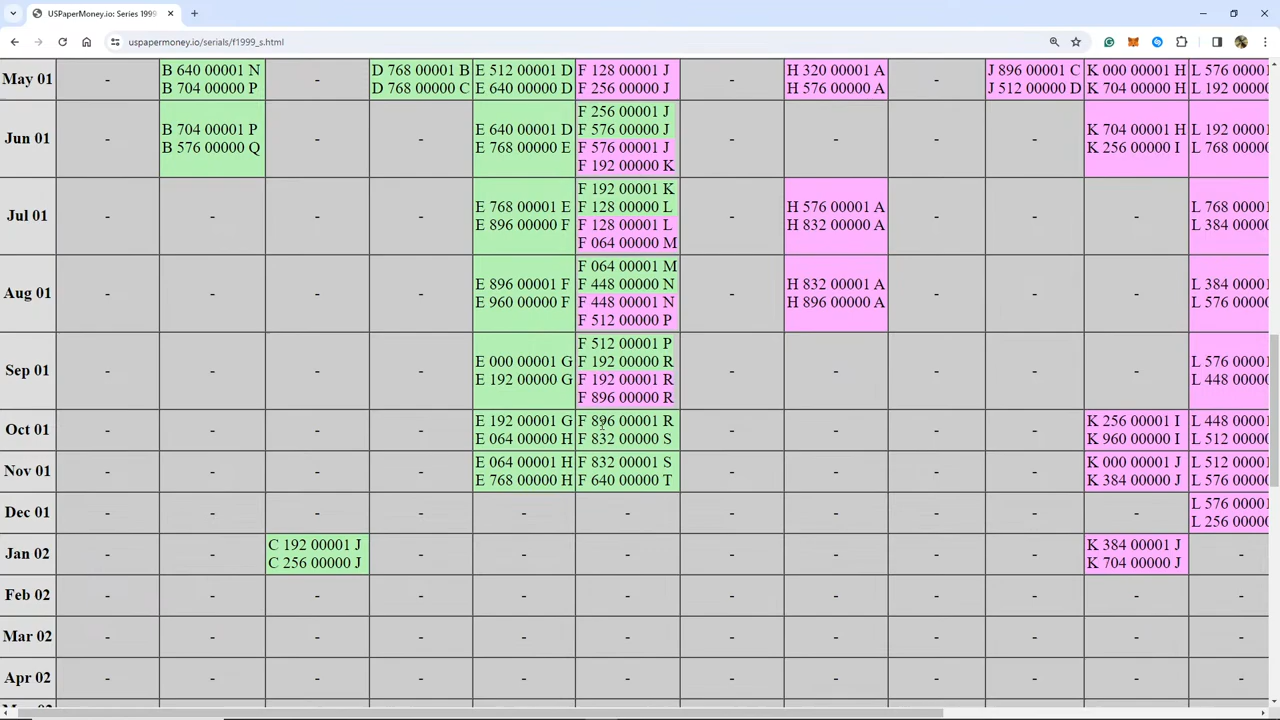 USPaperMoney.io: Series 1999
uspapermoney.io/serials/f1999_s.html
May 01 - B 640 00001 N - D 768 00001 B E 512 00001 D F 128 00001 J - H 320 00001 A - J 896 00001 C K 000 00001 H L 576 00001
B 704 00000 P D 768 00000 C E 640 00000 D F 256 00000 J H 576 00000 A J 512 00000 D K 704 00000 H L 192 00000
Jun 01 - B 704 00001 P - - E 640 00001 D F 256 00001 J - - - - K 704 00001 H L 192 00001
B 576 00000 Q E 768 00000 E F 576 00000 J K 256 00000 I L 768 00000
F 576 00001 J
F 192 00000 K
Jul 01 - - - - E 768 00001 E F 192 00001 K - H 576 00001 A - - - L 768 00001
E 896 00000 F F 128 00000 L H 832 00000 A L 384 00000
F 128 00001 L
F 064 00000 M
Aug 01 - - - - E 896 00001 F F 064 00001 M - H 832 00001 A - - - L 384 00001
E 960 00000 F F 448 00000 N H 896 00000 A L 576 00000
F 448 00001 N
F 512 00000 P
Sep 01 - - - - E 000 00001 G F 512 00001 P - - - - - L 576 00001
E 192 00000 G F 192 00000 R L 448 00000
F 192 00001 R
F 896 00000 R
Oct 01 - - - - E 192 00001 G F 896 00001 R - - - - K 256 00001 I L 448 00001
E 064 00000 H F 832 00000 S K 960 00000 I L 512 00000
Nov 01 - - - - E 064 00001 H F 832 00001 S - - - - K 000 00001 J L 512 00001
E 768 00000 H F 640 00000 T K 384 00000 J L 576 00000
Dec 01 - - - - - - - - - - - L 576 00001
L 256 00000
Jan 02 - - C 192 00001 J - - - - - - - K 384 00001 J -
C 256 00000 J K 704 00000 J
Feb 02 - - - - - - - - - - - -
Mar 02 - - - - - - - - - - - -
Apr 02 - - - - - - - - - - - -